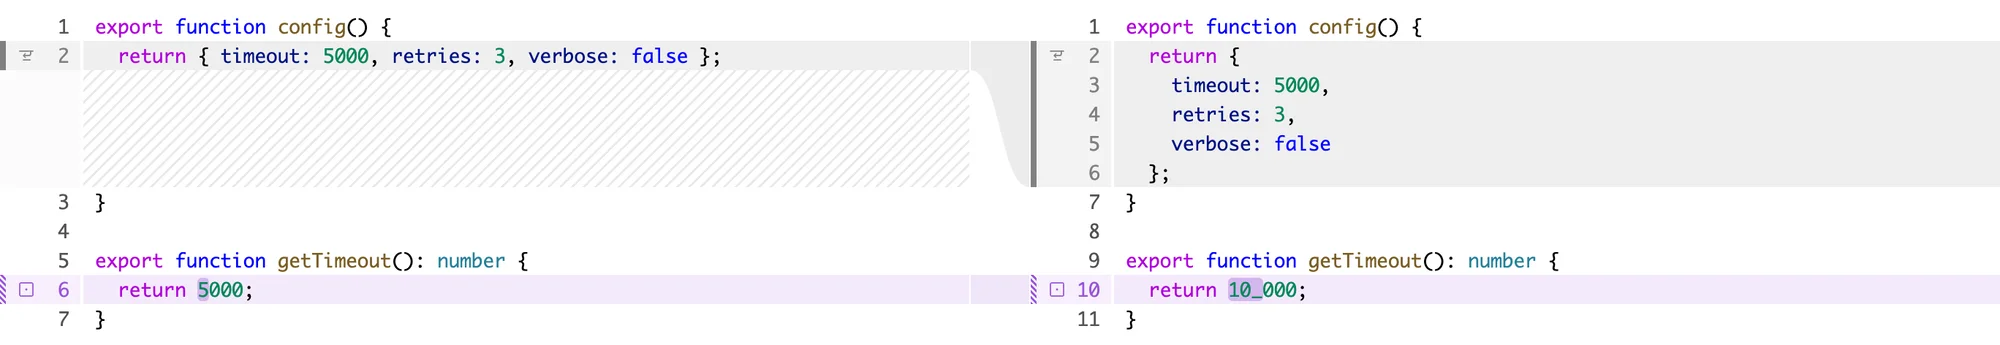 1 export function config() {
2 return { timeout: 5000, retries: 3, verbose: false };
3 }
4
5 export function getTimeout(): number {
6 return 5000;
7 }
1 export function config() {
2 return {
3 timeout: 5000,
4 retries: 3,
5 verbose: false
6 };
7 }
8
9 export function getTimeout(): number {
10 return 10_000;
11 }